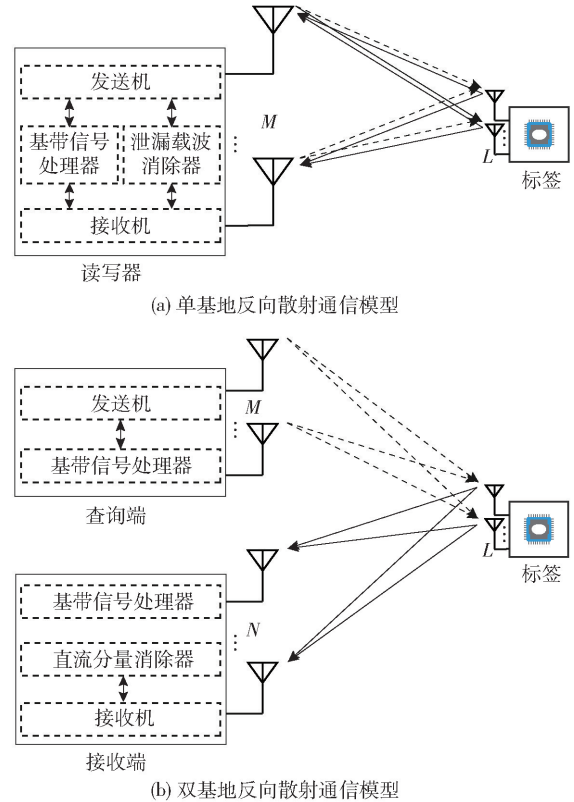 发送机
基带信号
处理器
泄漏载波
消除器
接收机
读写器
M
L
标签
(a) 单基地反向散射通信模型
发送机
基带信号处理器
查询端
M
L
标签
基带信号处理器
直流分量消除器
接收机
接收端
N
(b) 双基地反向散射通信模型